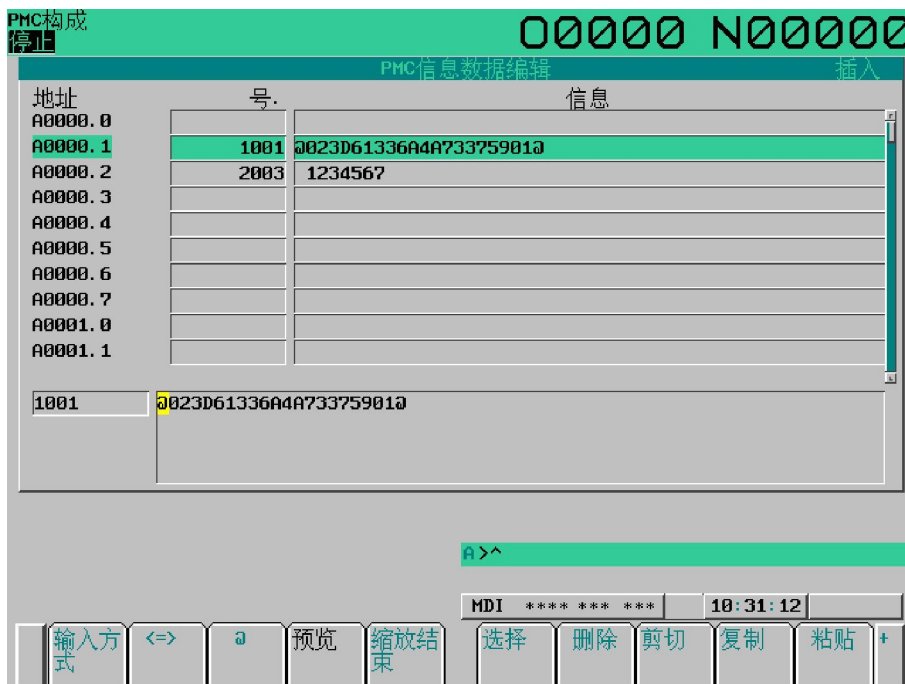 PMC构成
停止
O0000 N00000
PMC信息数据编辑 插入
地址 号. 信息
A0000.0
A0000.1 1001 @023D61336A4A73375901@
A0000.2 2003 1234567
A0000.3
A0000.4
A0000.5
A0000.6
A0000.7
A0001.0
A0001.1
1001 @023D61336A4A73375901@
A>^
MDI **** *** *** 10:31:12
输入方式 <=> @ 预览 缩放结束 选择 删除 剪切 复制 粘贴 +